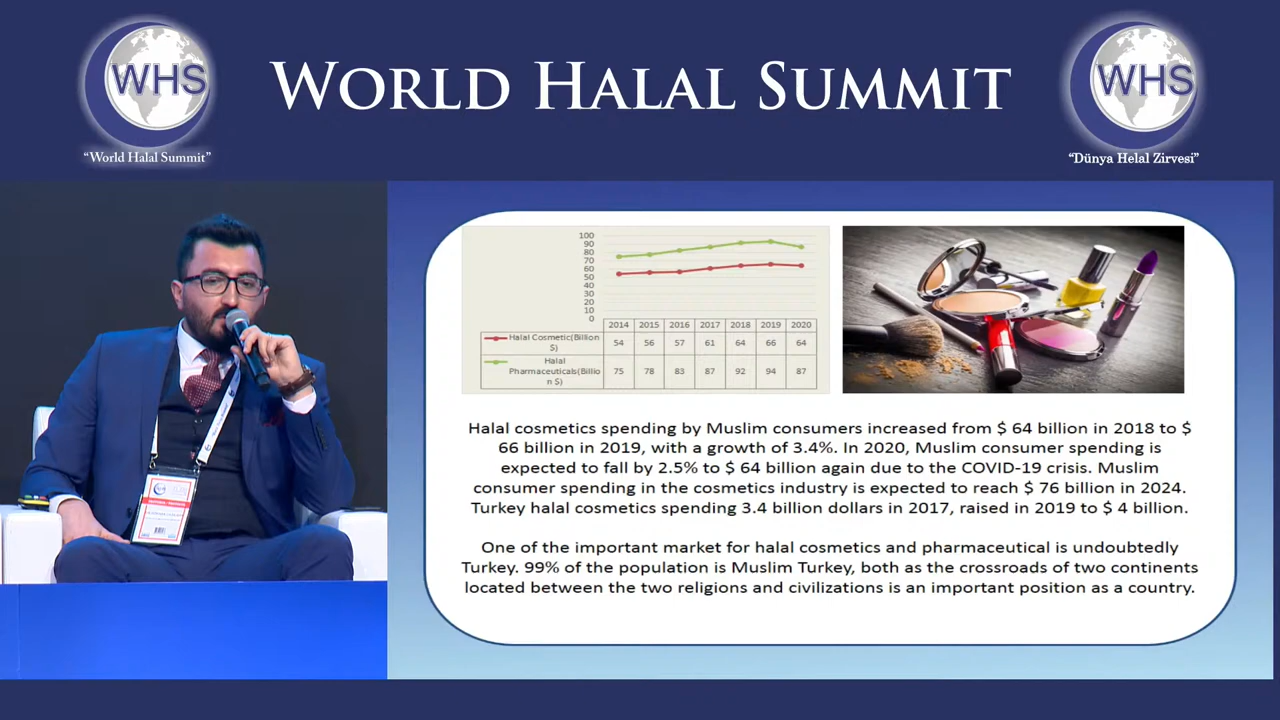 WHS
"World Halal Summit"
WORLD HALAL SUMMIT
WHS
"Dünya Helal Zirvesi"
100
90
80
70
60
50
40
30
20
10
0
2014 2015 2016 2017 2018 2019 2020
Halal Cosmetic(Billion
$)
54 56 57 61 64 66 64
Halal
Pharmaceuticals(Billio
n $)
75 78 83 87 92 94 87
Halal cosmetics spending by Muslim consumers increased from $ 64 billion in 2018 to $
66 billion in 2019, with a growth of 3.4%. In 2020, Muslim consumer spending is
expected to fall by 2.5% to $ 64 billion again due to the COVID-19 crisis. Muslim
consumer spending in the cosmetics industry is expected to reach $ 76 billion in 2024.
Turkey halal cosmetics spending 3.4 billion dollars in 2017, raised in 2019 to $ 4 billion.
One of the important market for halal cosmetics and pharmaceutical is undoubtedly
Turkey. 99% of the population is Muslim Turkey, both as the crossroads of two continents
located between the two religions and civilizations is an important position as a country.